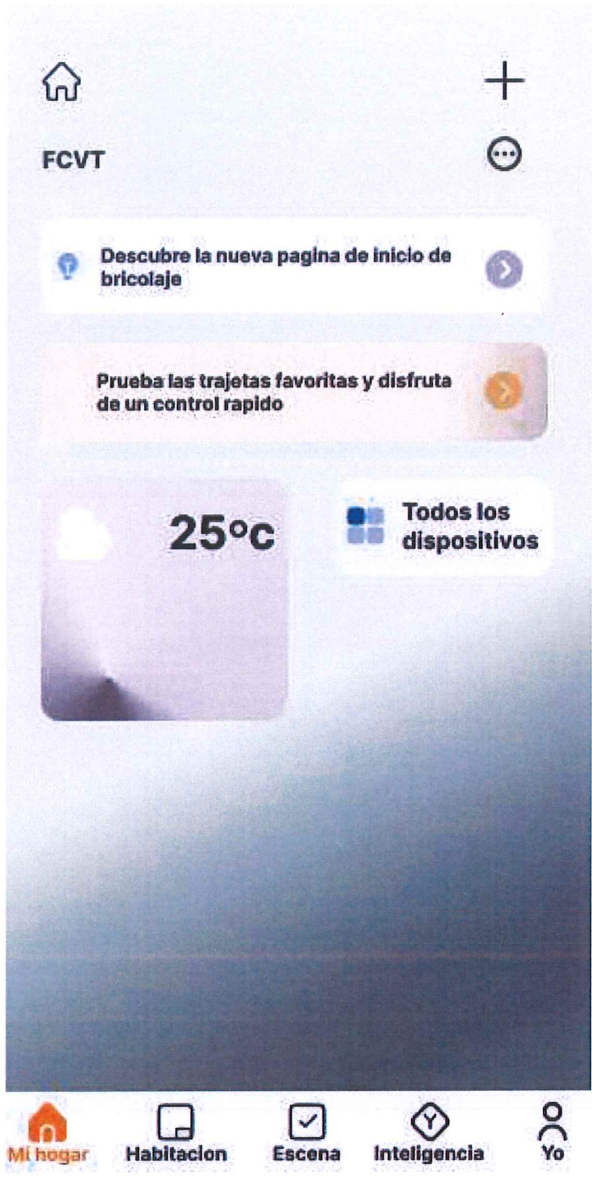 FCVT
Descubre la nueva pagina de inicio de
bricolaje
Prueba las trajetas favoritas y disfruta
de un control rapido
25°c
Todos los
dispositivos
Mi hogar
Habitacion
Escena
Inteligencia
Yo